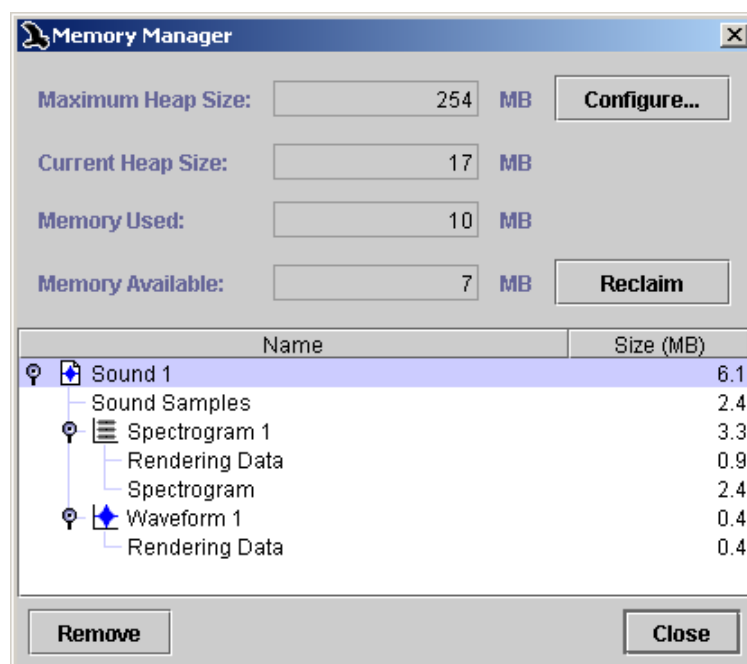 Memory Manager
Maximum Heap Size: 254 MB Configure...
Current Heap Size: 17 MB
Memory Used: 10 MB
Memory Available: 7 MB Reclaim
Name Size (MB)
Sound 1 6.1
Sound Samples 2.4
Spectrogram 1 3.3
Rendering Data 0.9
Spectrogram 2.4
Waveform 1 0.4
Rendering Data 0.4
Remove Close